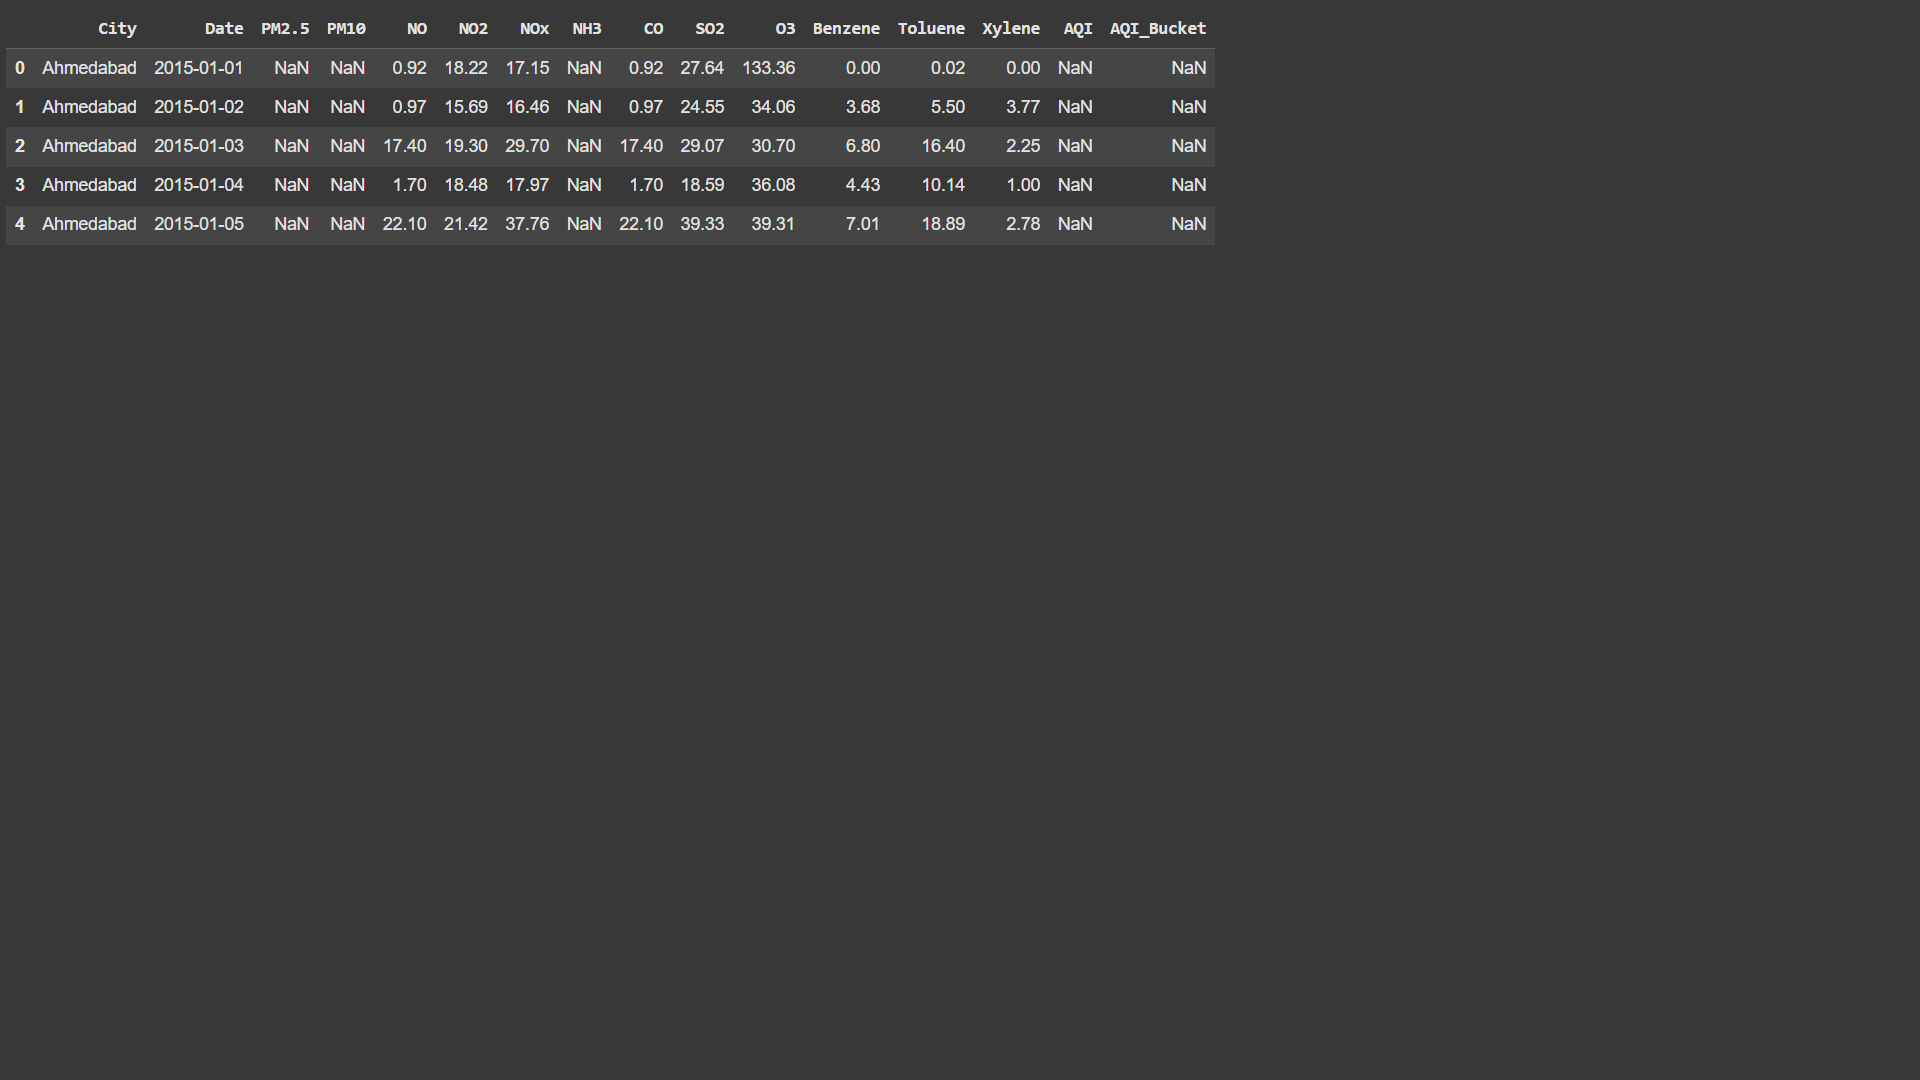 City Date PM2.5 PM10 NO NO2 NOx NH3 CO SO2 O3 Benzene Toluene Xylene AQI AQI_Bucket
0 Ahmedabad 2015-01-01 NaN NaN 0.92 18.22 17.15 NaN 0.92 27.64 133.36 0.00 0.02 0.00 NaN NaN
1 Ahmedabad 2015-01-02 NaN NaN 0.97 15.69 16.46 NaN 0.97 24.55 34.06 3.68 5.50 3.77 NaN NaN
2 Ahmedabad 2015-01-03 NaN NaN 17.40 19.30 29.70 NaN 17.40 29.07 30.70 6.80 16.40 2.25 NaN NaN
3 Ahmedabad 2015-01-04 NaN NaN 1.70 18.48 17.97 NaN 1.70 18.59 36.08 4.43 10.14 1.00 NaN NaN
4 Ahmedabad 2015-01-05 NaN NaN 22.10 21.42 37.76 NaN 22.10 39.33 39.31 7.01 18.89 2.78 NaN NaN